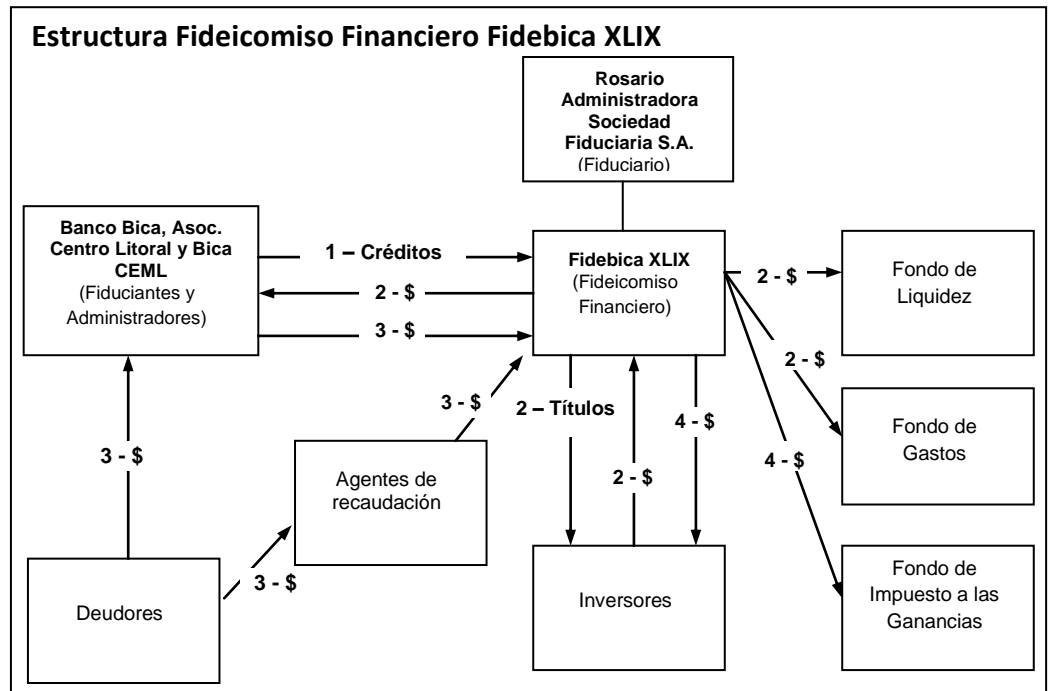 Estructura Fideicomiso Financiero Fidebica XLIX
Rosario
Administradora
Sociedad
Fiduciaria S.A.
(Fiduciario)
Banco Bica, Asoc.
Centro Litoral y Bica
CEML
(Fiduciantes y
Administradores)
1 – Créditos
2 - $
3 - $
Fidebica XLIX
(Fideicomiso
Financiero)
2 - $
Fondo de
Liquidez
2 - $
Fondo de
Gastos
4 - $
Fondo de
Impuesto a las
Ganancias
3 - $
2 – Títulos
4 - $
2 - $
3 - $
Agentes de
recaudación
3 - $
Deudores
Inversores